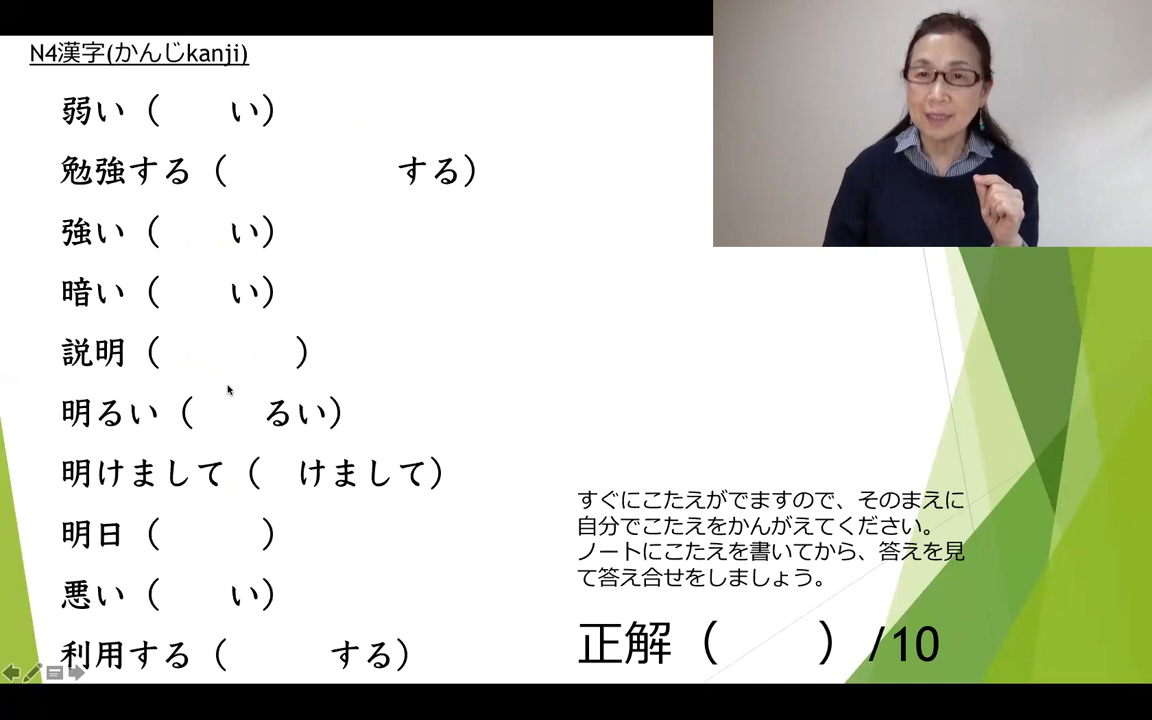 N4漢字(かんじkanji)
弱い（　　い）
勉強する（　　　　　する）
強い（　　い）
暗い（　　い）
説明（　　　　）
明るい（　　るい）
明けまして（　けまして）
明日（　　　）
悪い（　　い）
利用する（　　　する）
すぐにこたえがでますので、そのまえに
自分でこたえをかんがえてください。
ノートにこたえを書いてから、答えを見
て答え合せをしましょう。
正解（　　）/10